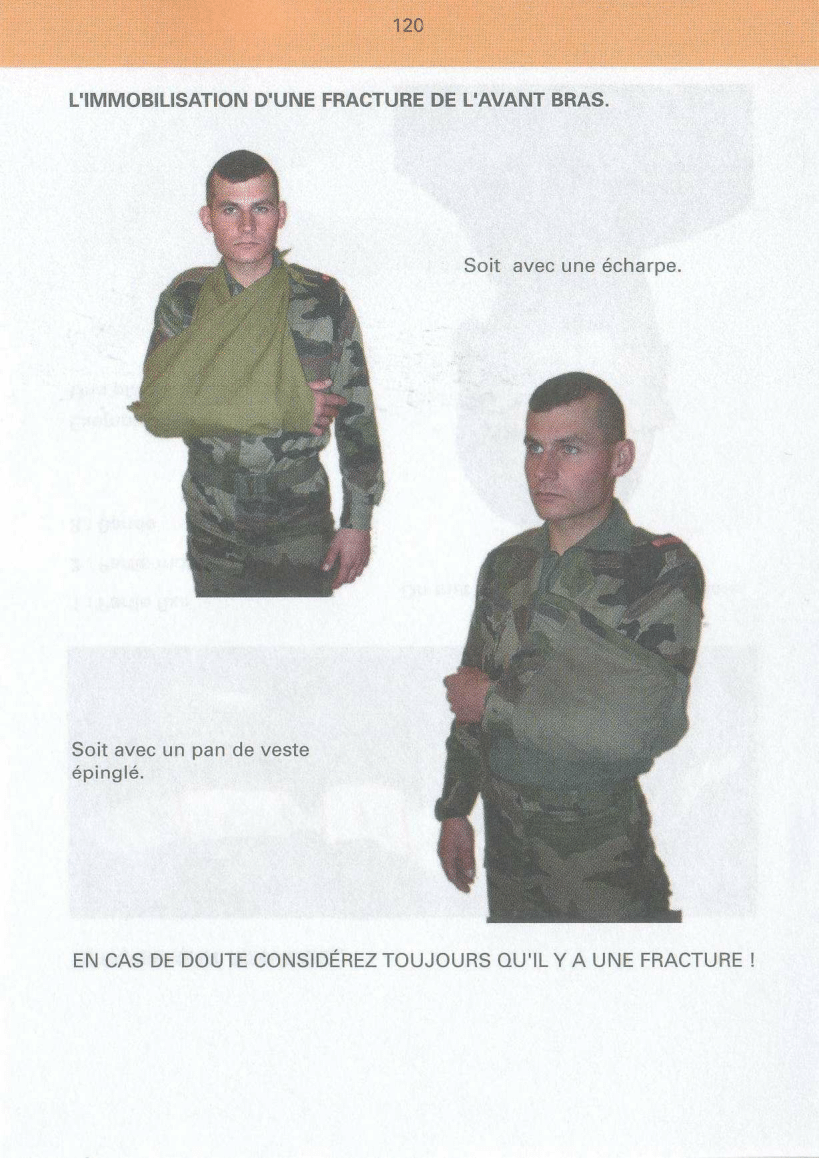 120
L'IMMOBILISATION D'UNE FRACTURE DE L'AVANT BRAS.
Soit avec une écharpe.
Soit avec un pan de veste
épinglé.
EN CAS DE DOUTE CONSIDÉREZ TOUJOURS QU'IL Y A UNE FRACTURE !